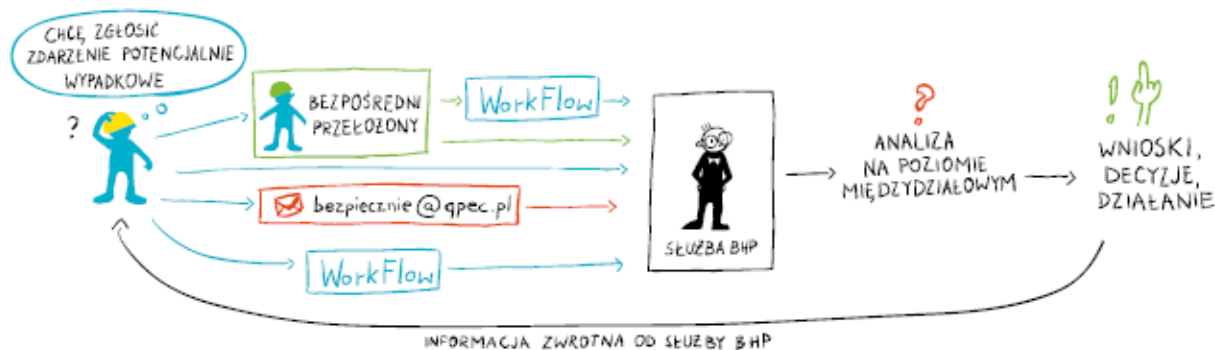 CHCĘ ZGŁOSIĆ
ZDARZENIE POTENCJALNIE
WYPADKOWE
?
BEZPOŚREDNI
PRZEŁOŻONY
WorkFlow
bezpiecznie@gpec.pl
WorkFlow
SŁUŻBA BHP
?
ANALIZA
NA POZIOMIE
MIĘDZYDZIAŁOWYM
!
WNIOSKI,
DECYZJE,
DZIAŁANIE
INFORMACJA ZWROTNA OD SŁUŻBY BHP